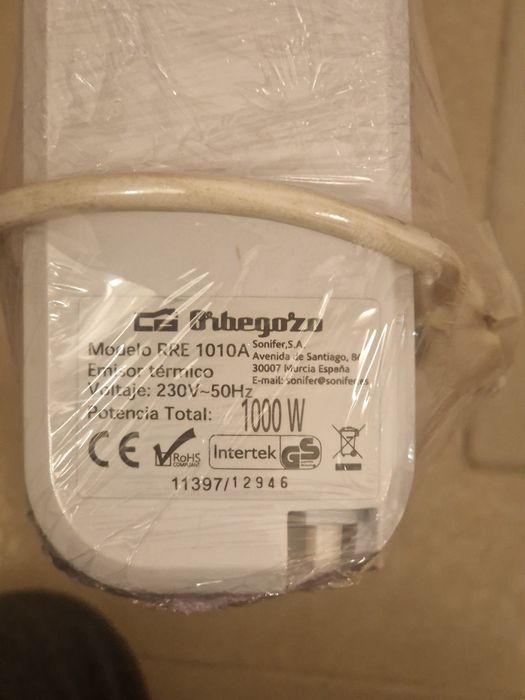 Orbegozo
Modelo RRE 1010A
Sonifer,S.A.
Avenida de Santiago, 86
30007 Murcia España
E-mail: sonifer@sonifer.es
Emisor térmico
Voltaje: 230V~50Hz
Potencia Total: 1000 W
CE
RoHS
COMPLIANT
Intertek
GS
11397/12946